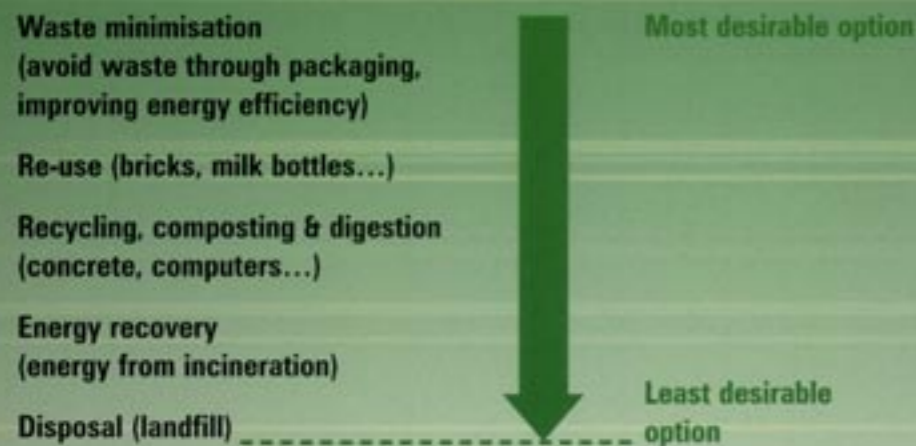 Waste minimisation
(avoid waste through packaging,
improving energy efficiency)
Most desirable option
Re-use (bricks, milk bottles...)
Recycling, composting & digestion
(concrete, computers...)
Energy recovery
(energy from incineration)
Disposal (landfill)
Least desirable
option